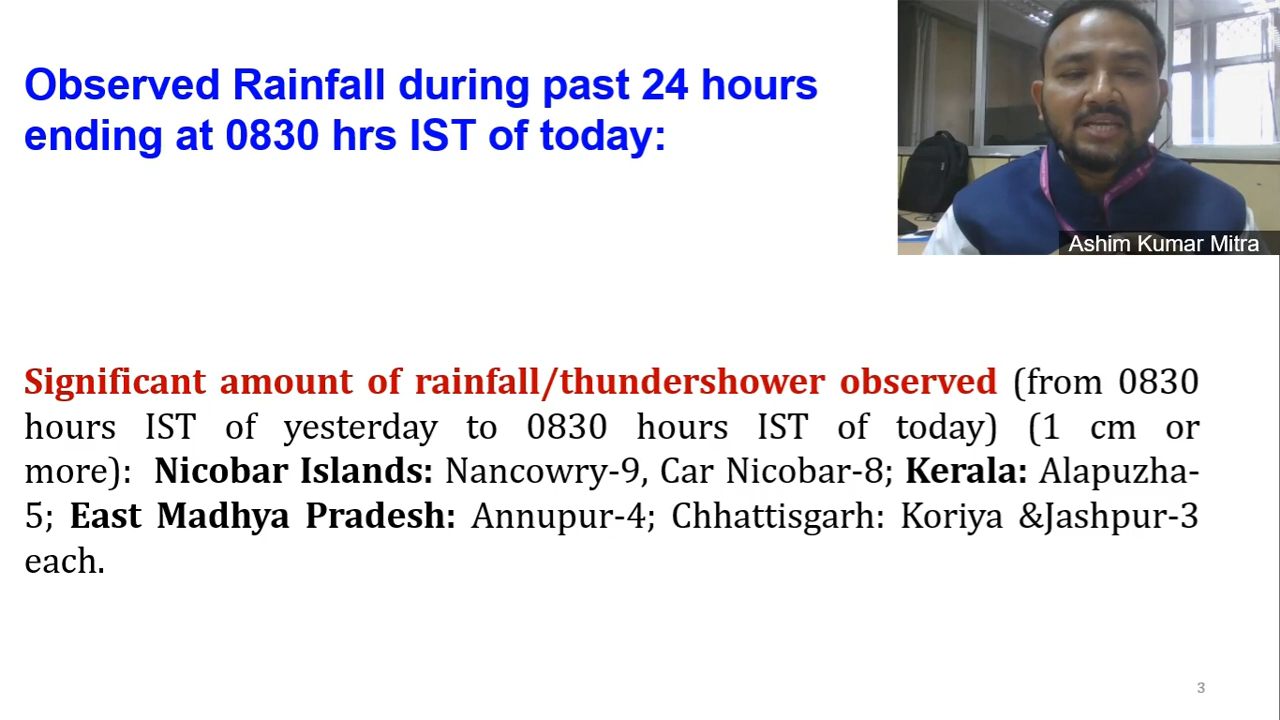 Observed Rainfall during past 24 hours
ending at 0830 hrs IST of today:
Ashim Kumar Mitra
Significant amount of rainfall/thundershower observed (from 0830
hours IST of yesterday to 0830 hours IST of today) (1 cm or
more): Nicobar Islands: Nancowry-9, Car Nicobar-8; Kerala: Alapuzha-
5; East Madhya Pradesh: Annupur-4; Chhattisgarh: Koriya &Jashpur-3
each.
3